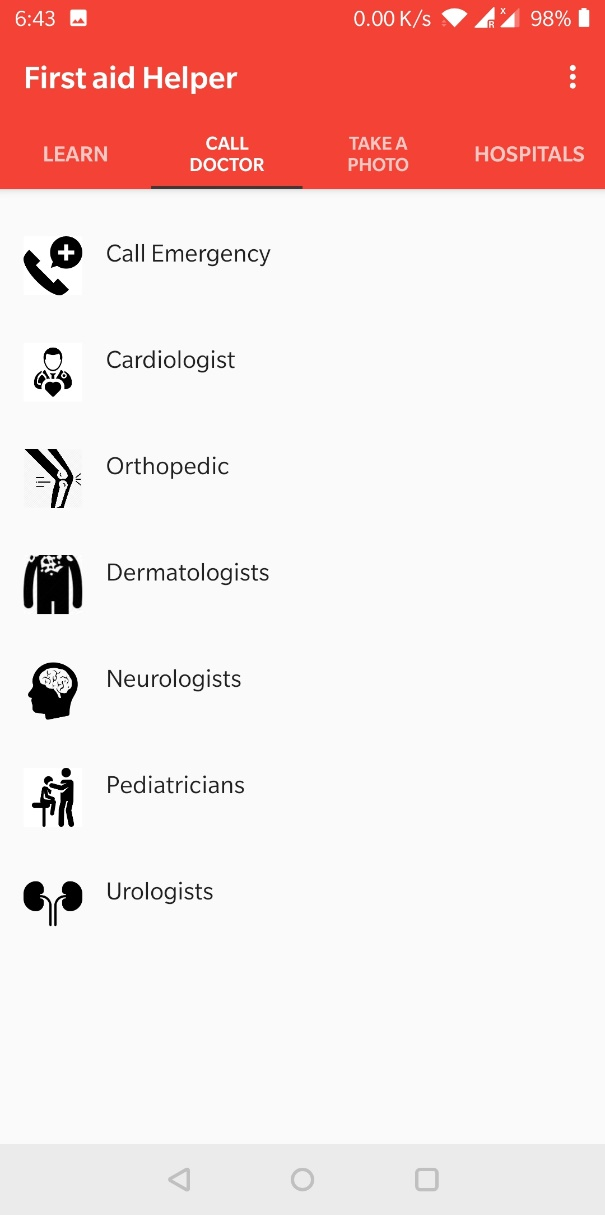 6:43 0.00 K/s R x 98%
First aid Helper
LEARN
CALL
DOCTOR
TAKE A
PHOTO
HOSPITALS
Call Emergency
Cardiologist
Orthopedic
Dermatologists
Neurologists
Pediatricians
Urologists